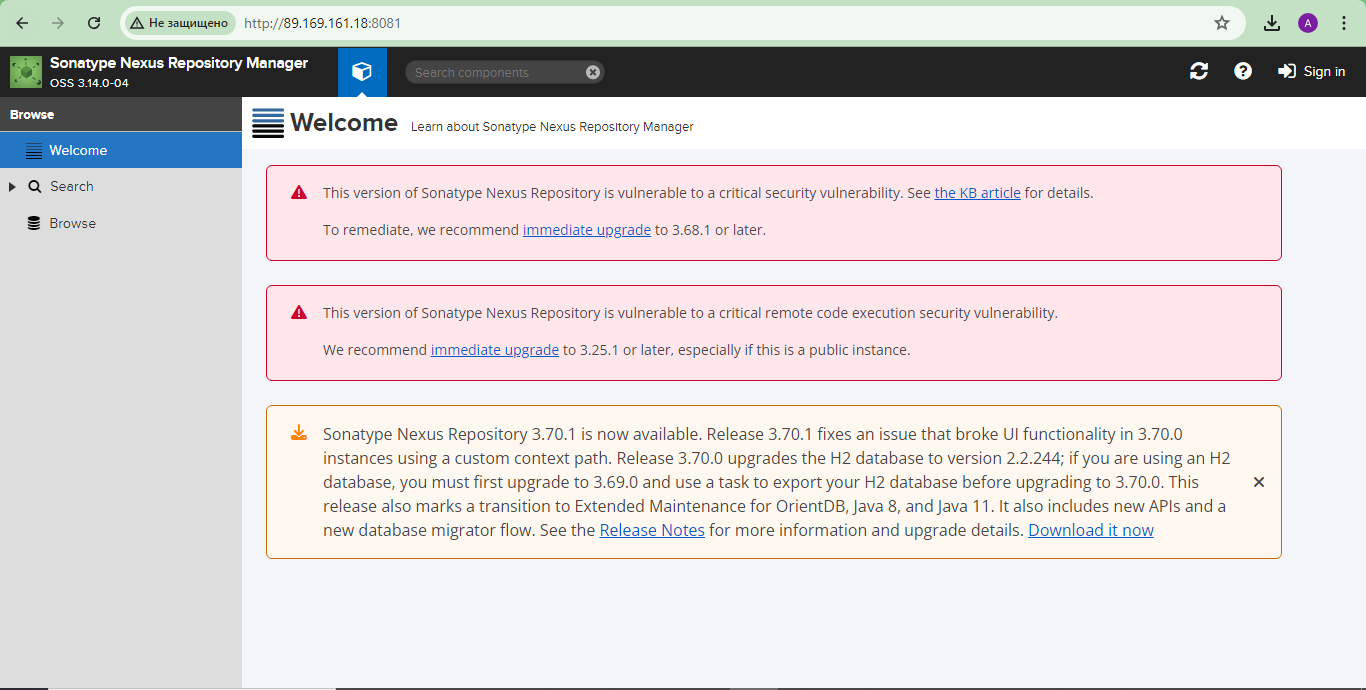 Не защищено http://89.169.161.18:8081
A
Sonatype Nexus Repository Manager
OSS 3.14.0-04
Search components
Sign in
Browse
Welcome
Search
Browse
Welcome Learn about Sonatype Nexus Repository Manager
This version of Sonatype Nexus Repository is vulnerable to a critical security vulnerability. See the KB article for details.
To remediate, we recommend immediate upgrade to 3.68.1 or later.
This version of Sonatype Nexus Repository is vulnerable to a critical remote code execution security vulnerability.
We recommend immediate upgrade to 3.25.1 or later, especially if this is a public instance.
Sonatype Nexus Repository 3.70.1 is now available. Release 3.70.1 fixes an issue that broke UI functionality in 3.70.0
instances using a custom context path. Release 3.70.0 upgrades the H2 database to version 2.2.244; if you are using an H2
database, you must first upgrade to 3.69.0 and use a task to export your H2 database before upgrading to 3.70.0. This
release also marks a transition to Extended Maintenance for OrientDB, Java 8, and Java 11. It also includes new APIs and a
new database migrator flow. See the Release Notes for more information and upgrade details. Download it now